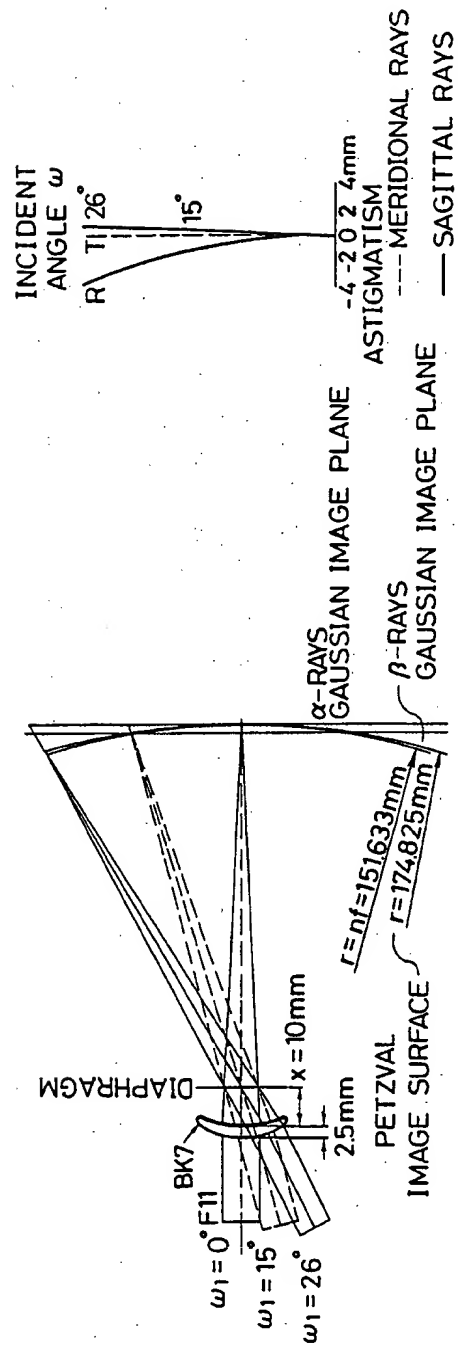 INCIDENT
ANGLE ω
R
TI
26°
15°
-4 -2 0 2 4mm
ASTIGMATISM
--- MERIDIONAL RAYS
— SAGITTAL RAYS
DIAPHRAGM
BK7
F11
ω₁ = 0°
ω₁ = 15°
ω₁ = 26°
x = 10mm
2.5mm
α-RAYS
GAUSSIAN IMAGE PLANE
β-RAYS
GAUSSIAN IMAGE PLANE
r = nf = 151.633mm
r = 174.825mm
PETZVAL
IMAGE SURFACE